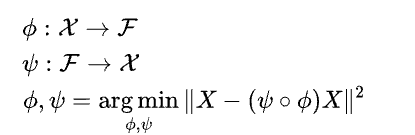 ϕ : 𝒳 → ℱ
ψ : ℱ → 𝒳
ϕ, ψ = arg min ‖X − (ψ ∘ ϕ)X‖²
ϕ,ψ